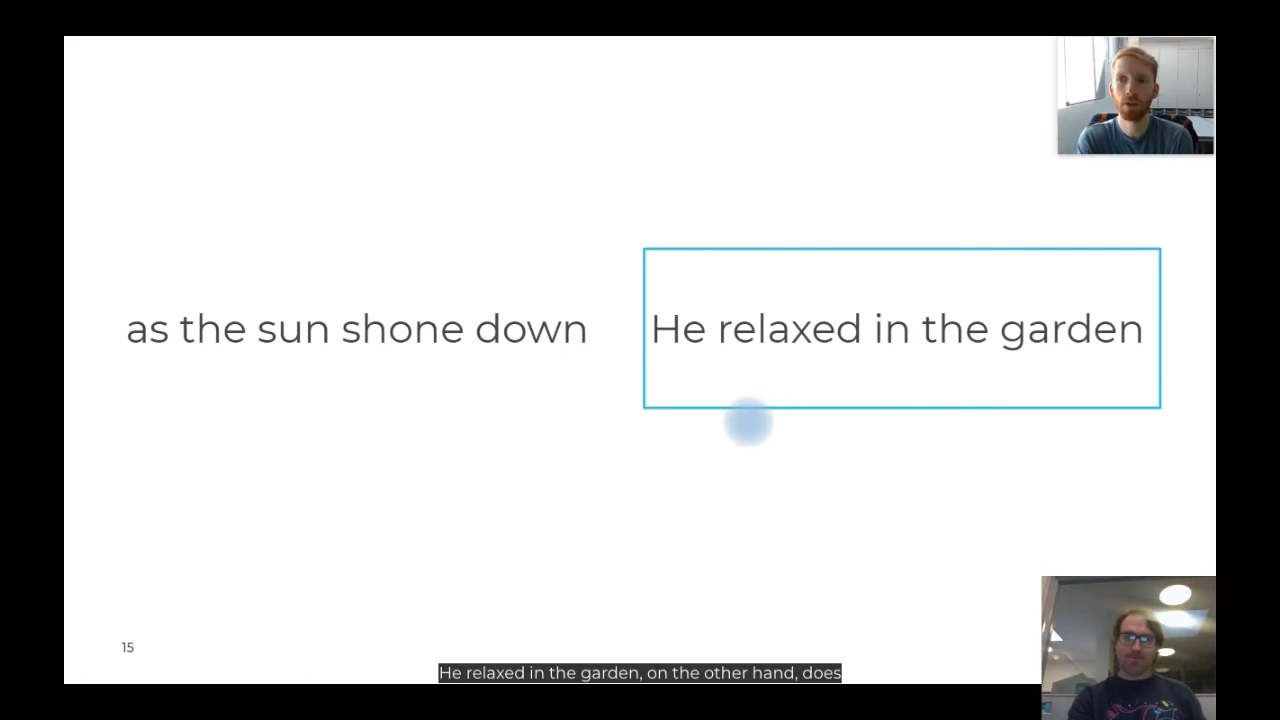 as the sun shone down
He relaxed in the garden
15
He relaxed in the garden, on the other hand, does